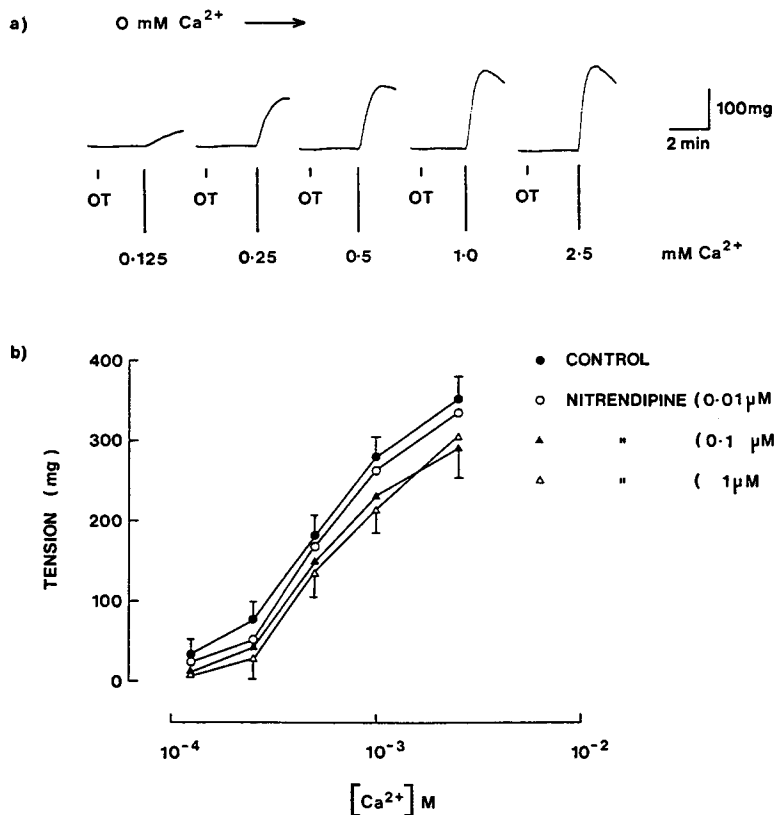 a) O mM Ca²⁺
100mg
2 min
OT OT OT OT OT
0·125 0·25 0·5 1·0 2·5 mM Ca²⁺
b)
400
300
200
100
0
TENSION (mg)
● CONTROL
○ NITRENDIPINE (0·01µM
▲ " (0·1 µM
△ " ( 1µM
10⁻⁴ 10⁻³ 10⁻²
[Ca²⁺] M